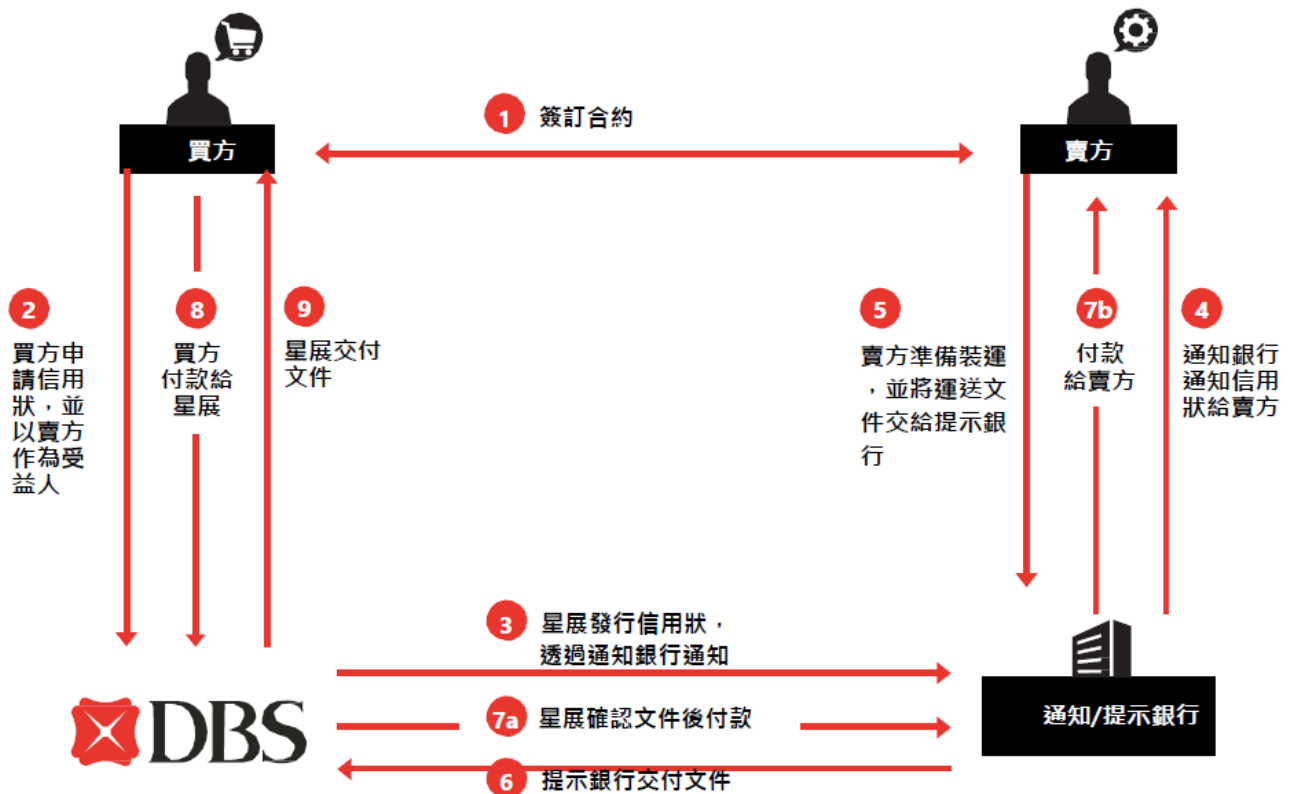 1 簽訂合約
買方
賣方
2
買方申
請信用
狀，並
以賣方
作為受
益人
8
買方
付款給
星展
9
星展交付
文件
5
賣方準備裝運
，並將運送文
件交給提示銀
行
7b
付款
給賣方
4
通知銀行
通知信用
狀給賣方
3 星展發行信用狀，
透過通知銀行通知
DBS
7a 星展確認文件後付款
通知/提示銀行
6 提示銀行交付文件